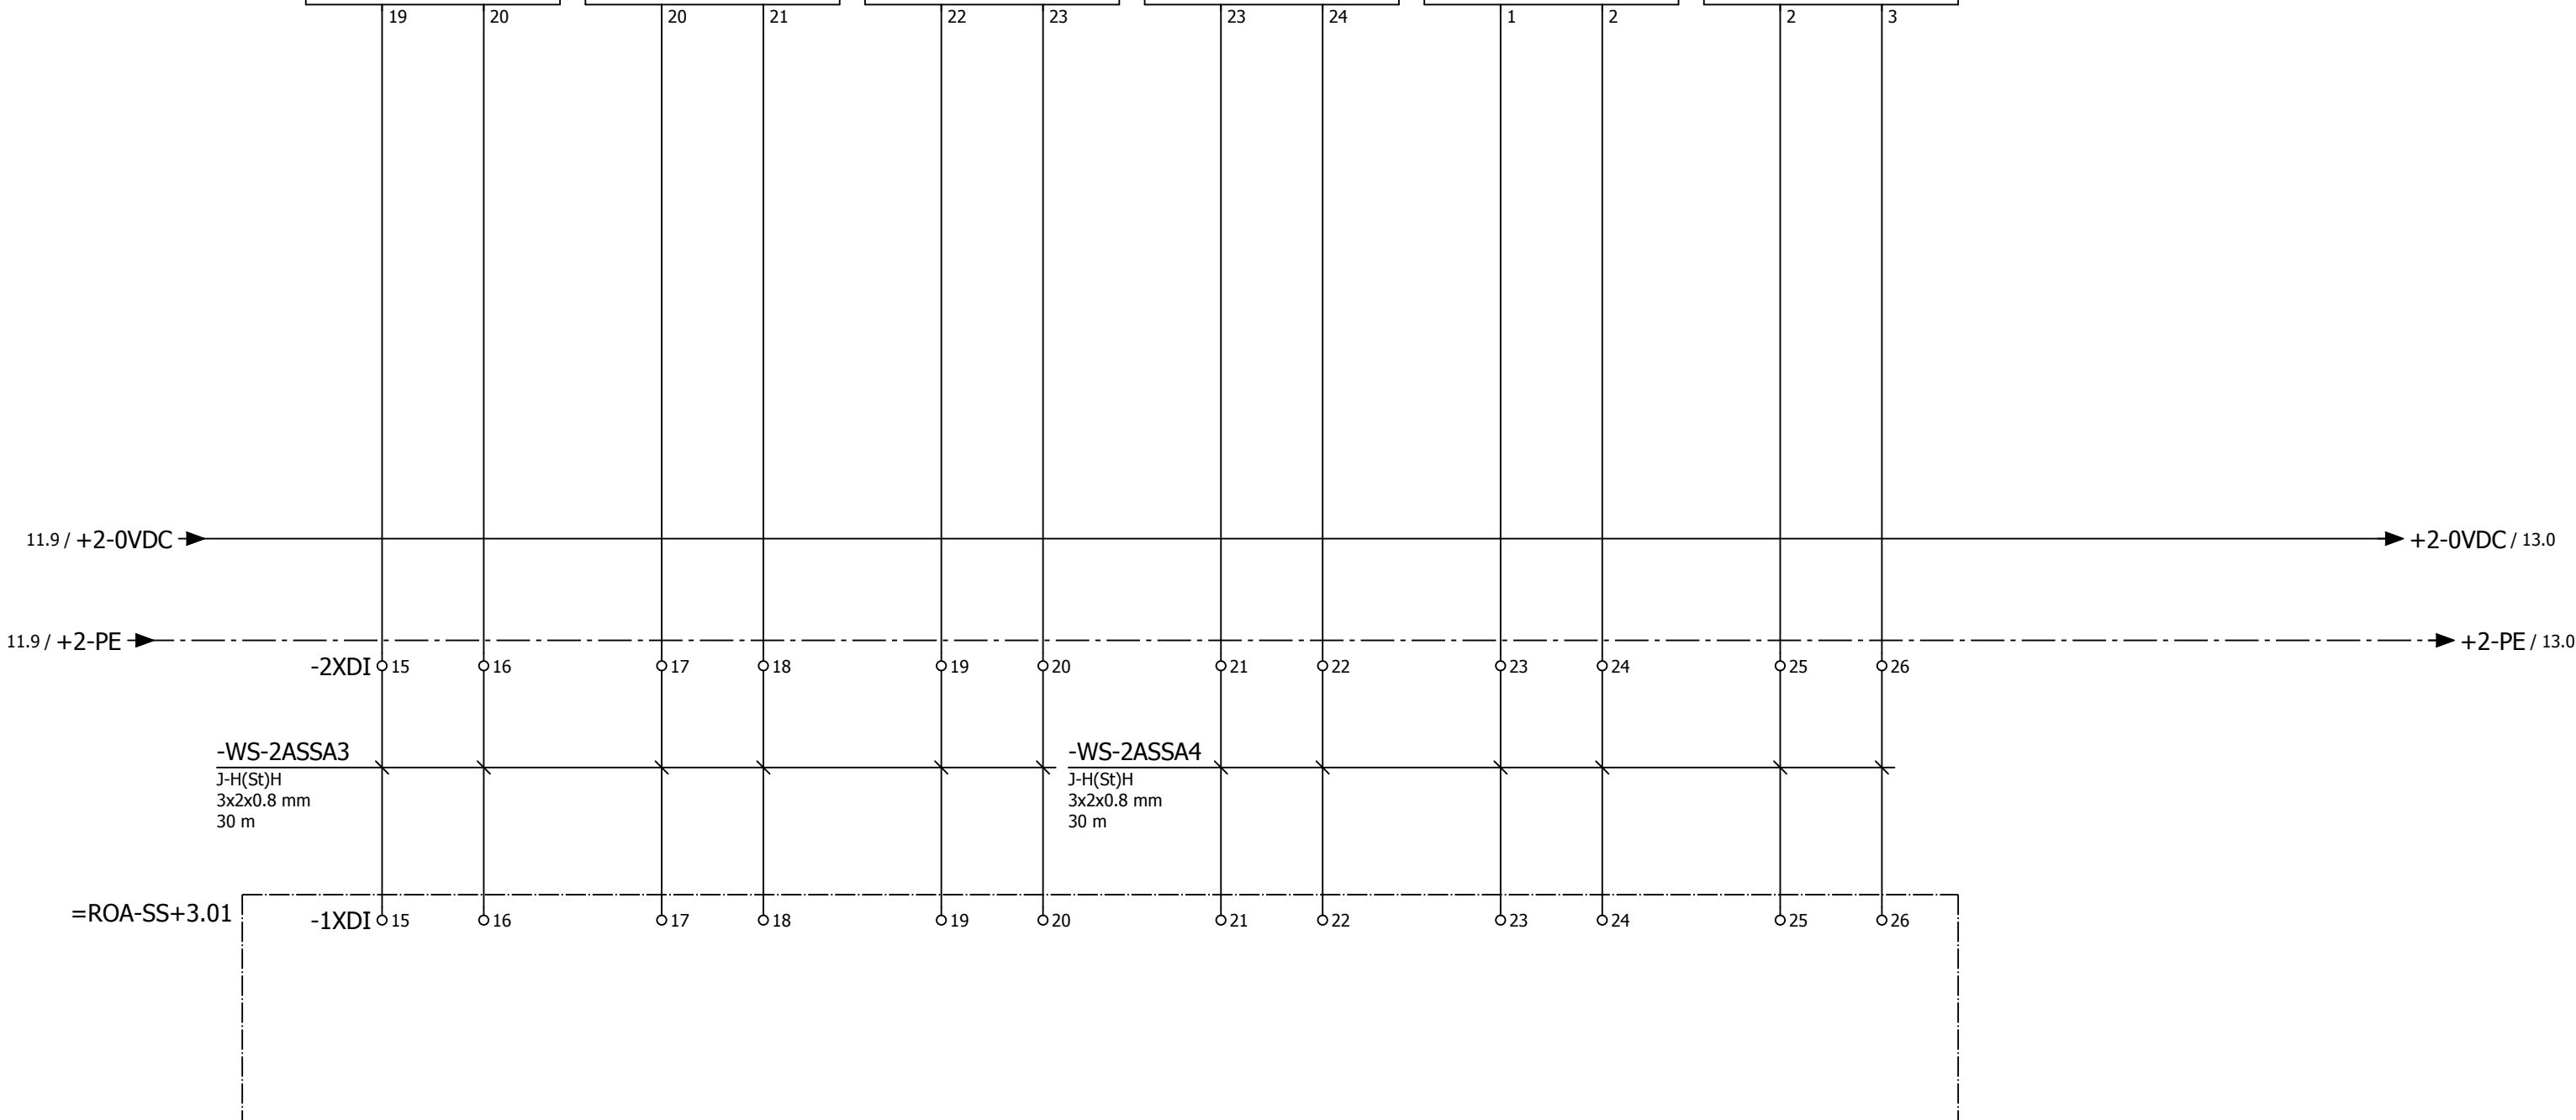 19 20 20 21 22 23 23 24 1 2 2 3
11.9 / +2-0VDC +2-0VDC / 13.0
11.9 / +2-PE +2-PE / 13.0
-2XDI 15 16 17 18 19 20 21 22 23 24 25 26
-WS-2ASSA3
J-H(St)H
3x2x0.8 mm
30 m
-WS-2ASSA4
J-H(St)H
3x2x0.8 mm
30 m
=ROA-SS+3.01
-1XDI 15 16 17 18 19 20 21 22 23 24 25 26